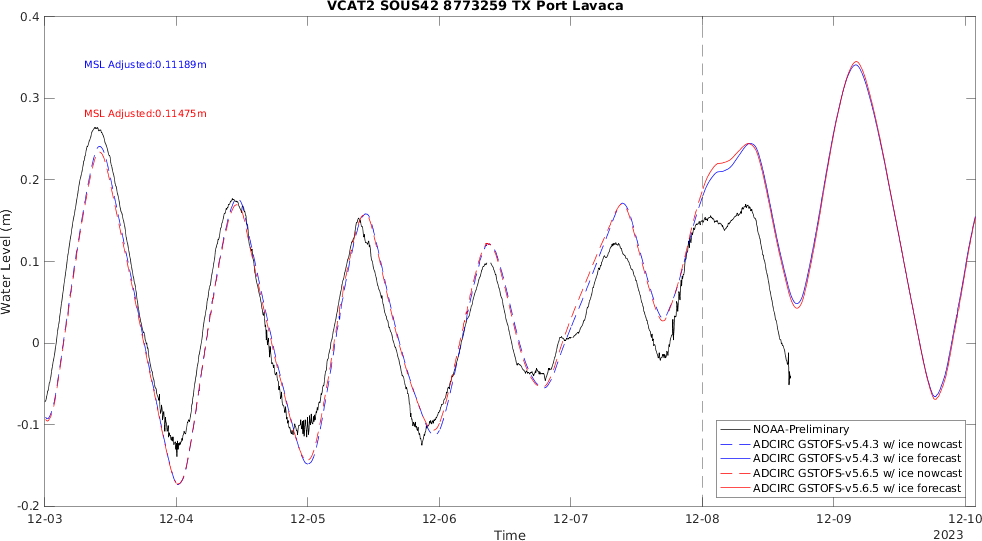 VCAT2 SOUS42 8773259 TX Port Lavaca
0.4
MSL Adjusted:0.11189m
0.3
MSL Adjusted:0.11475m
0.2
0.1
Water Level (m)
0
-0.1
NOAA-Preliminary
ADCIRC GSTOFS-v5.4.3 w/ ice nowcast
ADCIRC GSTOFS-v5.4.3 w/ ice forecast
ADCIRC GSTOFS-v5.6.5 w/ ice nowcast
ADCIRC GSTOFS-v5.6.5 w/ ice forecast
-0.2
12-03 12-04 12-05 12-06 12-07 12-08 12-09 12-10
Time
2023